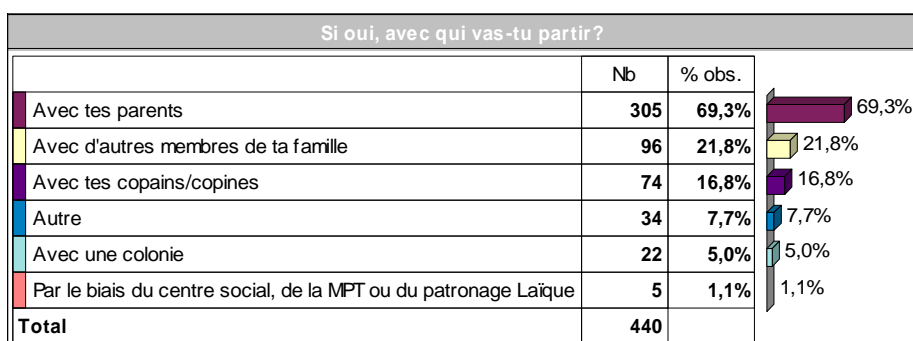 Si oui, avec qui vas-tu partir?
Nb % obs.
Avec tes parents 305 69,3% 69,3%
Avec d'autres membres de ta famille 96 21,8% 21,8%
Avec tes copains/copines 74 16,8% 16,8%
Autre 34 7,7% 7,7%
Avec une colonie 22 5,0% 5,0%
Par le biais du centre social, de la MPT ou du patronage Laïque 5 1,1% 1,1%
Total 440